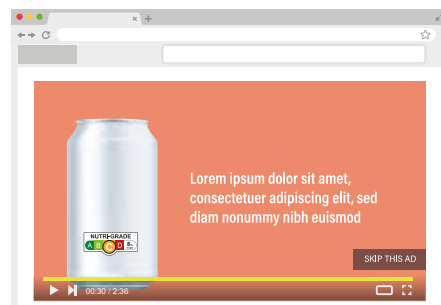 Lorem ipsum dolor sit amet,
consectetuer adipiscing elit, sed
diam nonummy nibh euismod
NUTRI-GRADE
A B C D
SKIP THIS AD
00:30 / 2:36